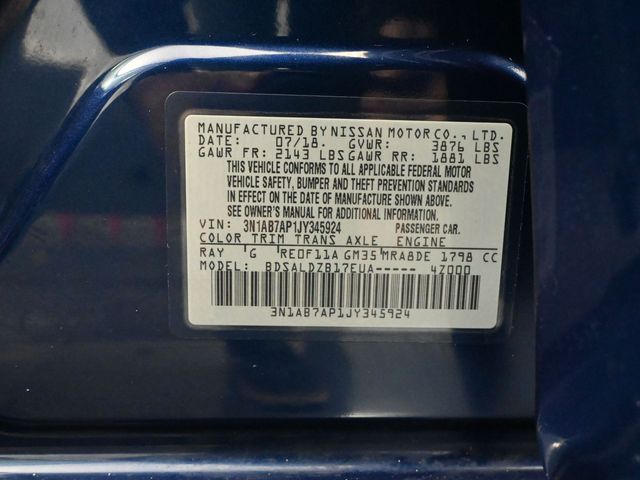 MANUFACTURED BY NISSAN MOTOR CO., LTD.
DATE: 07/18. GVWR: 3876 LBS
GAWR FR: 2143 LBS GAWR RR: 1881 LBS
THIS VEHICLE CONFORMS TO ALL APPLICABLE FEDERAL MOTOR
VEHICLE SAFETY, BUMPER AND THEFT PREVENTION STANDARDS
IN EFFECT ON THE DATE OF MANUFACTURE SHOWN ABOVE.
SEE OWNER'S MANUAL FOR ADDITIONAL INFORMATION.
VIN: 3N1AB7AP1JY345924 PASSENGER CAR.
COLOR TRIM TRANS AXLE ENGINE
RAY G RE0F11A GM35 MRA8DE 1798 CC
MODEL: BDSALDZB17EUA----- 4Z000
3N1AB7AP1JY345924